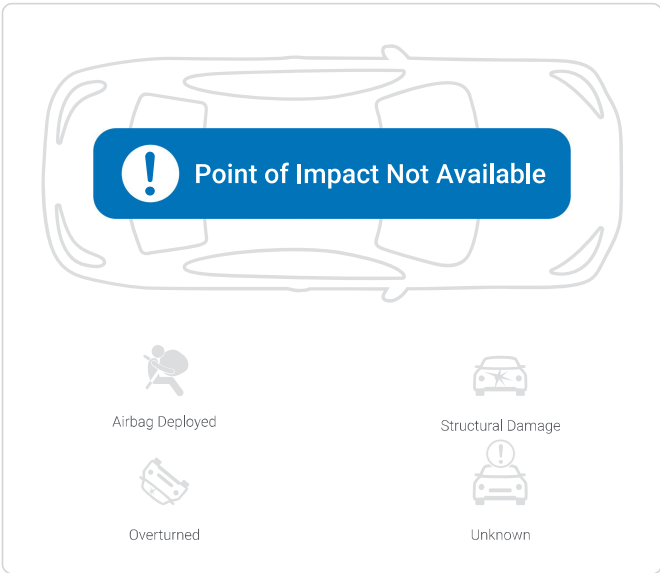 Point of Impact Not Available
Airbag Deployed
Structural Damage
Overturned
Unknown